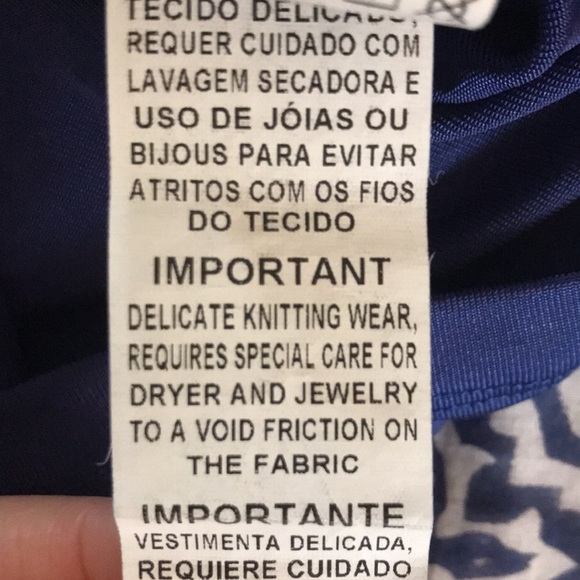 TECIDO DELICADO,
REQUER CUIDADO COM
LAVAGEM SECADORA E
USO DE JÓIAS OU
BIJOUS PARA EVITAR
ATRITOS COM OS FIOS
DO TECIDO
IMPORTANT
DELICATE KNITTING WEAR,
REQUIRES SPECIAL CARE FOR
DRYER AND JEWELRY
TO A VOID FRICTION ON
THE FABRIC
IMPORTANTE
VESTIMENTA DELICADA,
REQUIERE CUIDADO